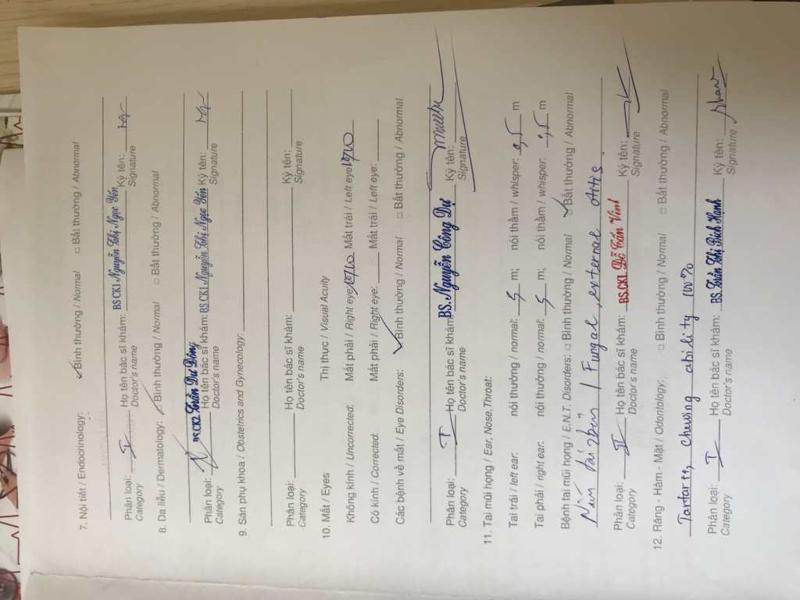 7. Nội tiết / Endocrinology: ✓ Bình thường / Normal □ Bất thường / Abnormal
Phân loại: I Họ tên bác sĩ khám: BS CK1 Nguyễn Thị Ngọc Yến Ký tên:
Category Doctor's name Signature
8. Da liễu / Dermatology: Bình thường / Normal □ Bất thường / Abnormal
BS CK2
Phân loại: Họ tên bác sĩ khám: BS CK1 Nguyễn Thị Ngọc Yến Ký tên:
Category Doctor's name Signature
9. Sản phụ khoa / Obstetrics and Gynecology:
Phân loại: Họ tên bác sĩ khám: Ký tên:
Category Doctor's name Signature
10. Mắt / Eyes Thị thực / Visual Acuity
Không kính / Uncorrected: Mắt phải / Right eye 10/10 Mắt trái / Left eye 10/10
Có kính / Corrected: Mắt phải / Right eye: Mắt trái / Left eye:
Các bệnh về mắt / Eye Disorders: ✓ Bình thường / Normal □ Bất thường / Abnormal
Phân loại: I Họ tên bác sĩ khám: BS. Nguyễn Công Dự Ký tên:
Category Doctor's name Signature
11. Tai mũi họng / Ear, Nose, Throat:
Tai trái / left ear: nói thường / normal: 5 m; nói thầm / whisper: 0,5 m
Tai phải / right ear: nói thường / normal: 5 m; nói thầm / whisper: 0,5 m
Bệnh tai mũi họng / E.N.T. Disorders: □ Bình thường / Normal ✓ Bất thường / Abnormal
Nấm tai 2 bên / Fungal external otitis
Phân loại: II Họ tên bác sĩ khám: BS.CK1. Đỗ Tấn Vinh Ký tên:
Category Doctor's name Signature
12. Răng - Hàm - Mặt / Odontology: □ Bình thường / Normal □ Bất thường / Abnormal
chewing ability 100%
Phân loại: I Họ tên bác sĩ khám: BS. Trần Thị Bích Hạnh Ký tên:
Category Doctor's name Signature